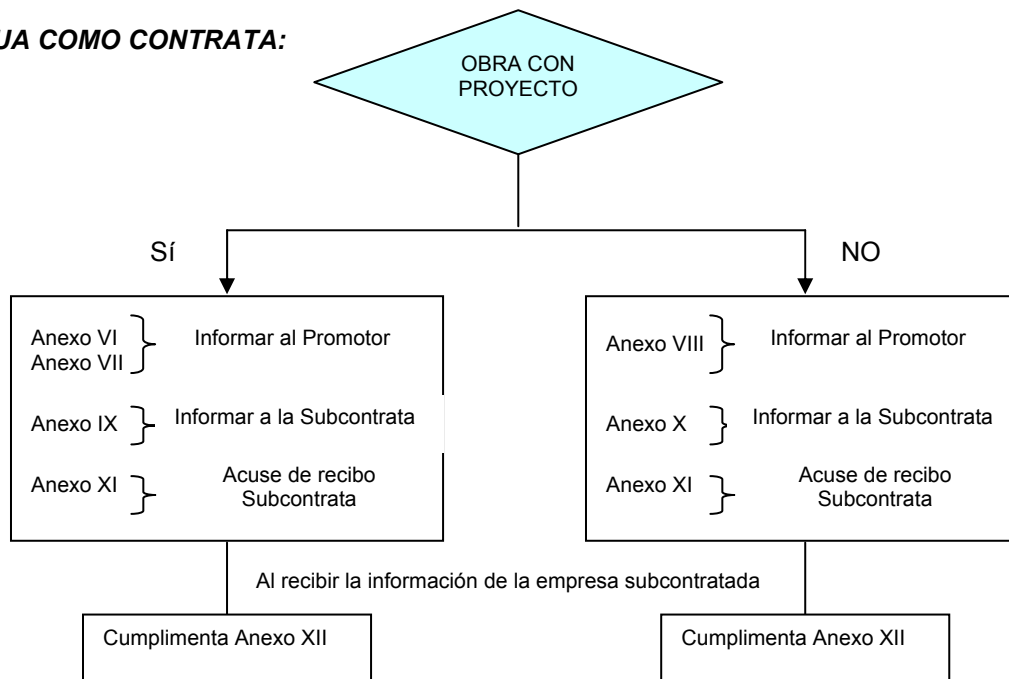 UA COMO CONTRATA:
OBRA CON
PROYECTO
Sí
NO
Anexo VI
Anexo VII
Informar al Promotor
Anexo IX
Informar a la Subcontrata
Anexo XI
Acuse de recibo
Subcontrata
Anexo VIII
Informar al Promotor
Anexo X
Informar a la Subcontrata
Anexo XI
Acuse de recibo
Subcontrata
Al recibir la información de la empresa subcontratada
Cumplimenta Anexo XII
Cumplimenta Anexo XII